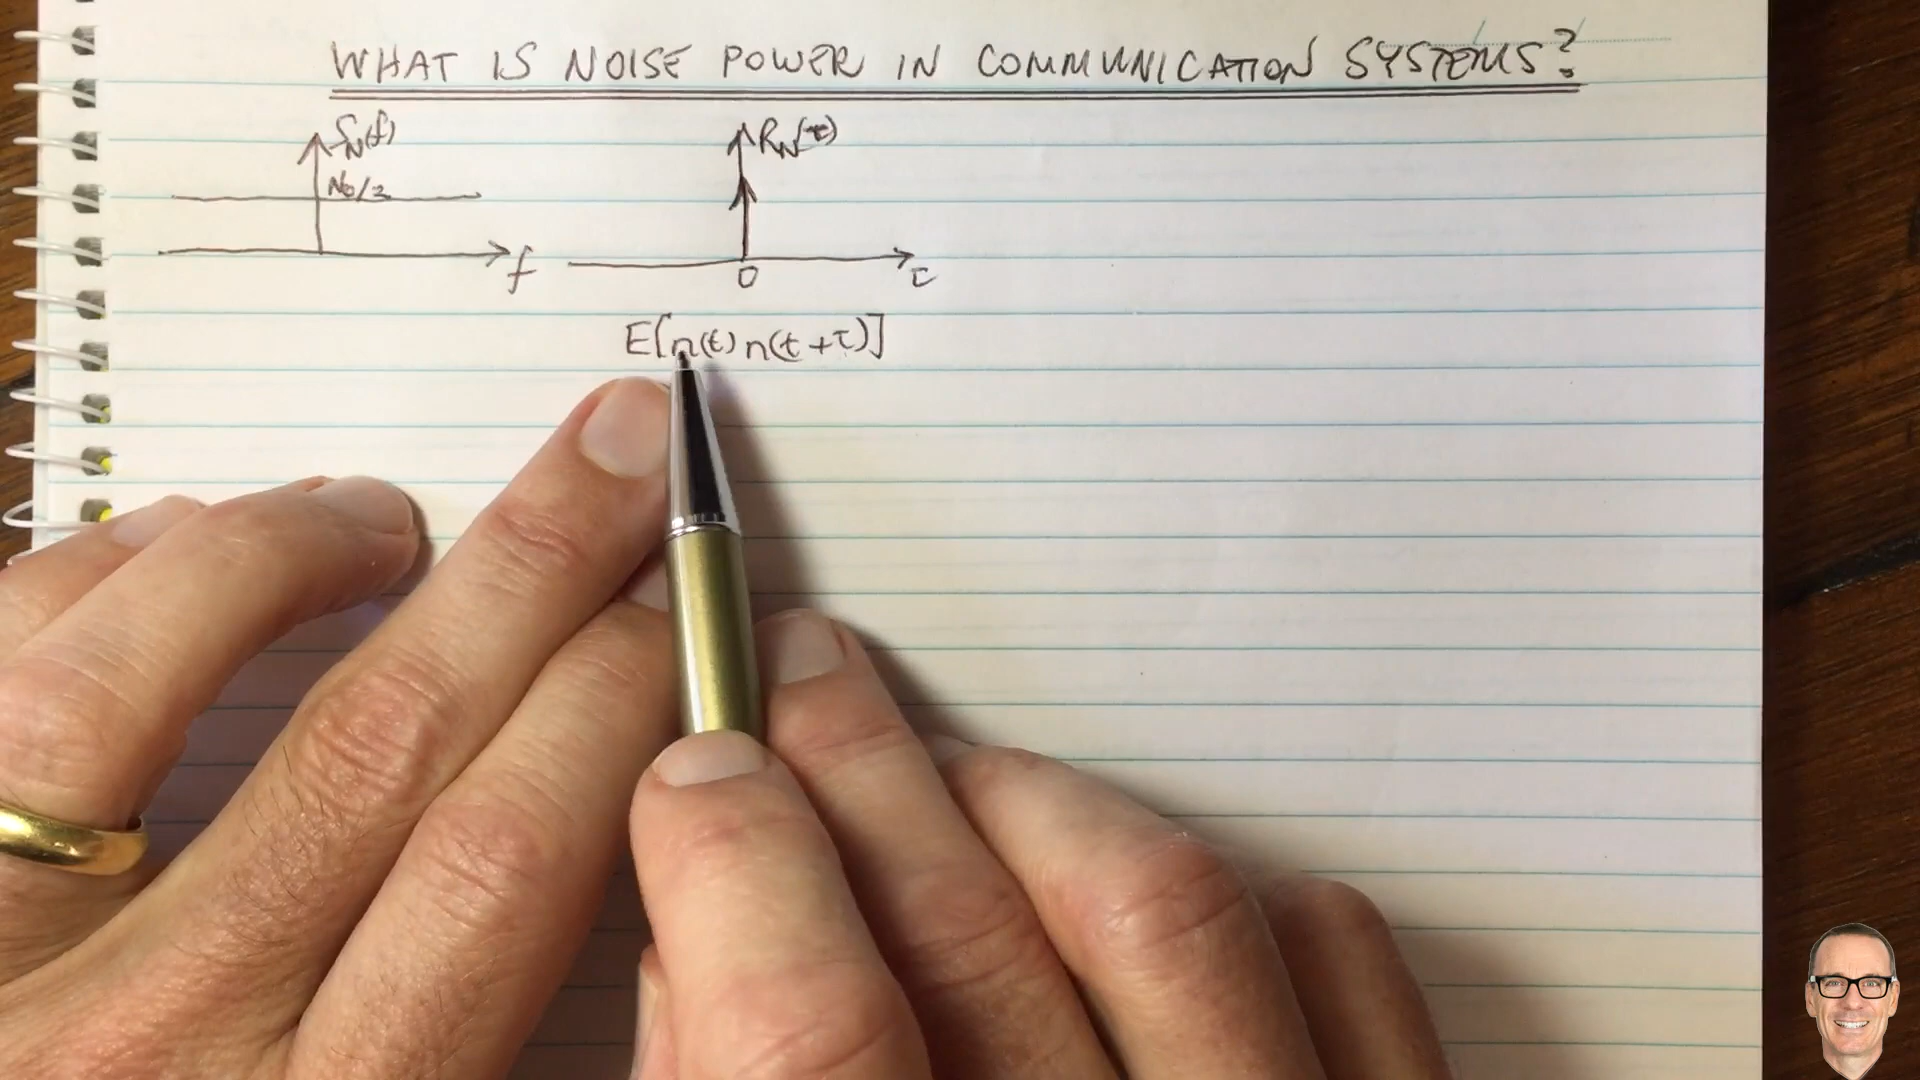 WHAT IS NOISE POWER IN COMMUNICATION SYSTEMS?
S_N(f)
N₀/2
f
R_N(τ)
0
τ
E[n(t) n(t+τ)]